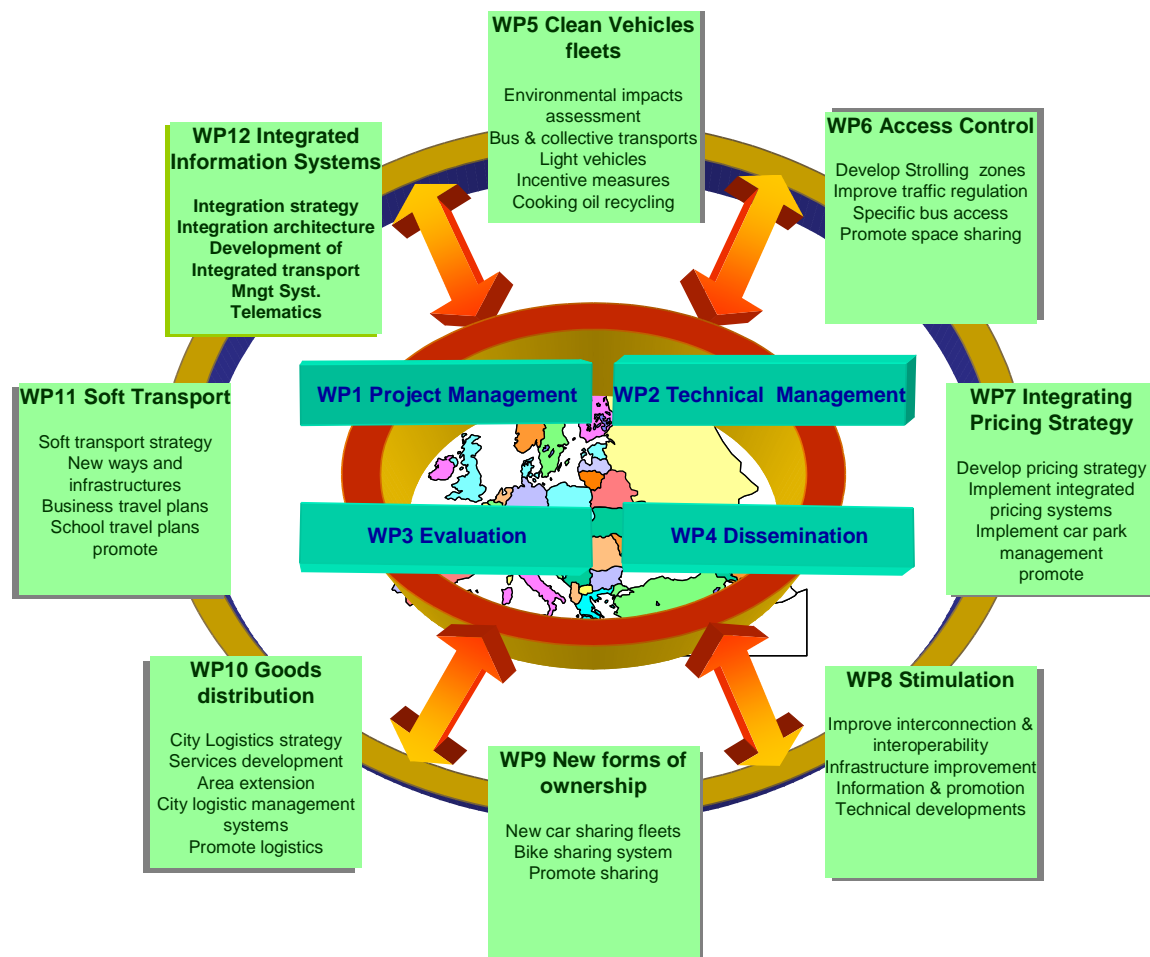 WP5 Clean Vehicles
fleets
Environmental impacts
assessment
Bus & collective transports
Light vehicles
Incentive measures
Cooking oil recycling
WP12 Integrated
Information Systems
Integration strategy
Integration architecture
Development of
Integrated transport
Mngt Syst.
Telematics
WP6 Access Control
Develop Strolling zones
Improve traffic regulation
Specific bus access
Promote space sharing
WP1 Project Management
WP2 Technical Management
WP3 Evaluation
WP4 Dissemination
WP11 Soft Transport
Soft transport strategy
New ways and
infrastructures
Business travel plans
School travel plans
promote
WP7 Integrating
Pricing Strategy
Develop pricing strategy
Implement integrated
pricing systems
Implement car park
management
promote
WP10 Goods
distribution
City Logistics strategy
Services development
Area extension
City logistic management
systems
Promote logistics
WP9 New forms of
ownership
New car sharing fleets
Bike sharing system
Promote sharing
WP8 Stimulation
Improve interconnection &
interoperability
Infrastructure improvement
Information & promotion
Technical developments